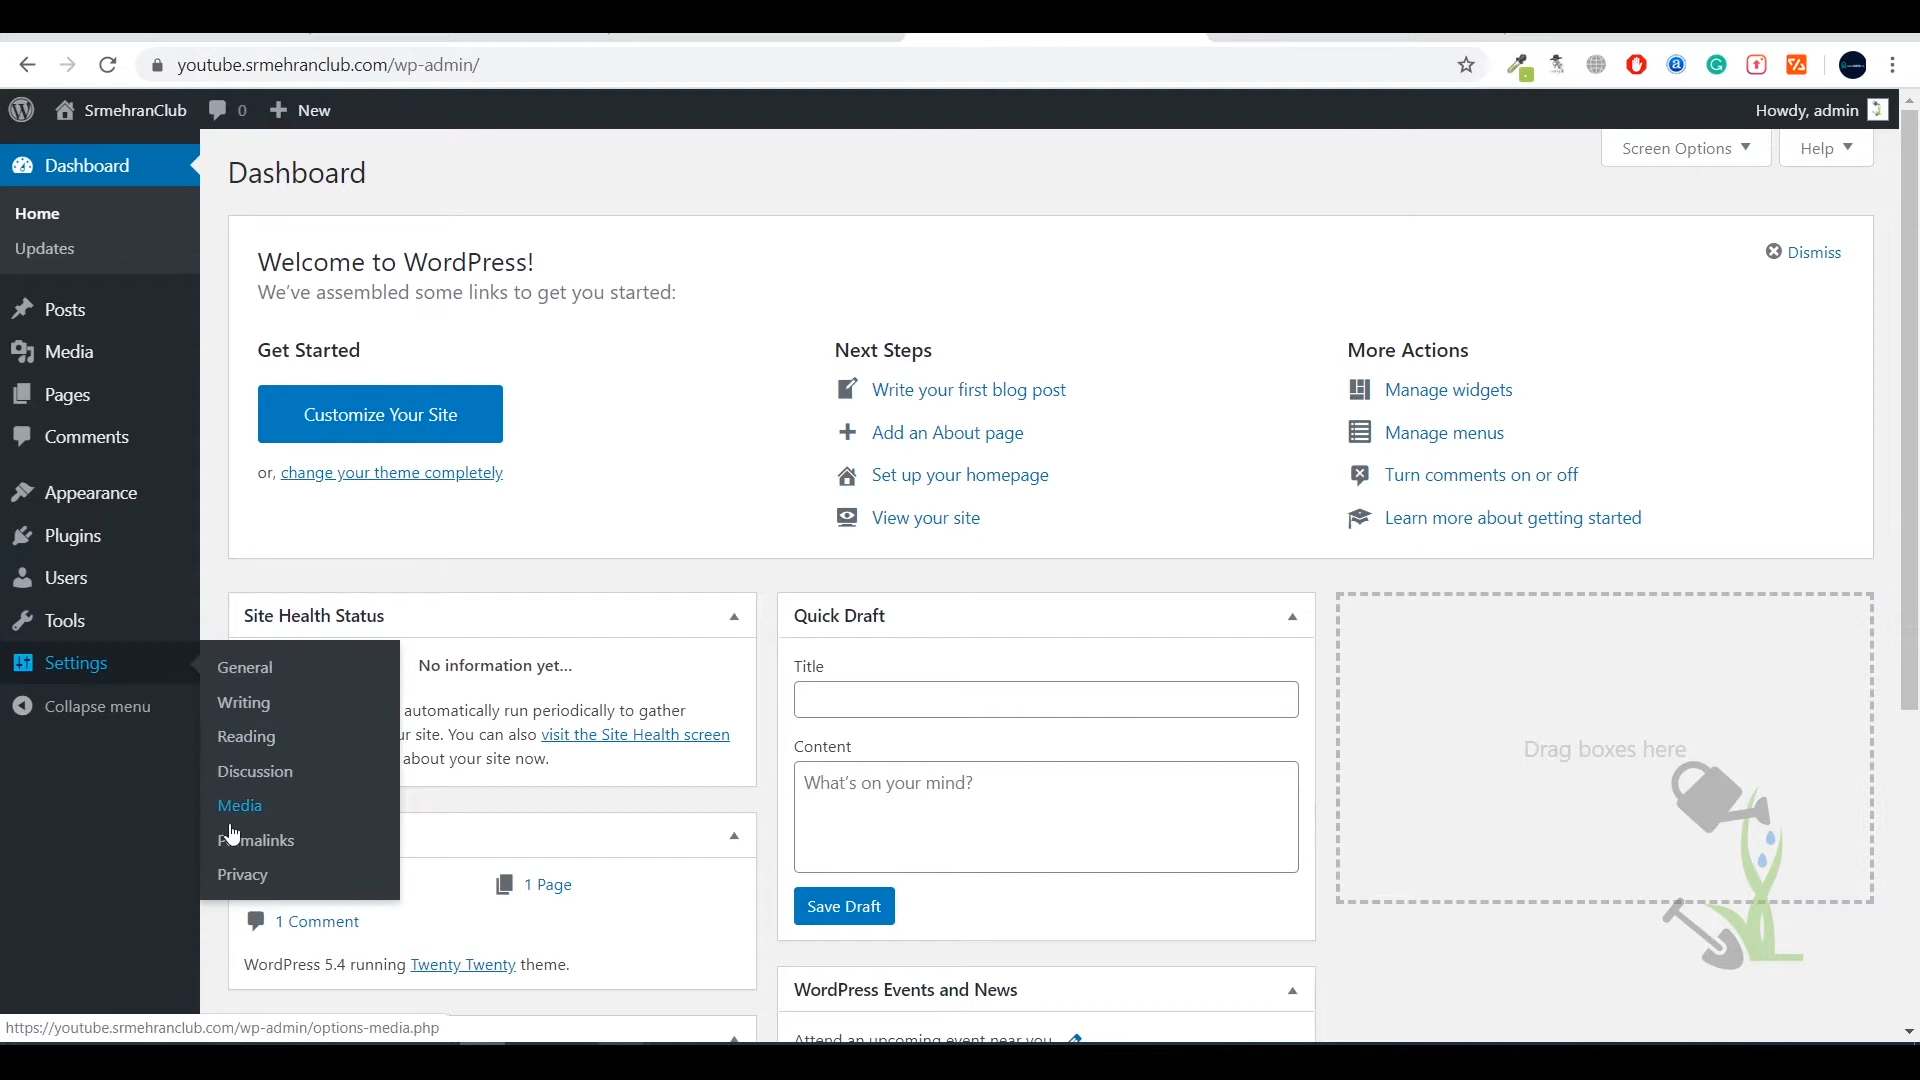 youtube.srmehranclub.com/wp-admin/
SrmehranClub 0 New Howdy, admin
Dashboard
Home
Updates
Posts
Media
Pages
Comments
Appearance
Plugins
Users
Tools
Settings
Collapse menu
General
Writing
Reading
Discussion
Media
Privacy
Dashboard
Screen Options Help
Welcome to WordPress!
We've assembled some links to get you started:
Dismiss
Get Started
Customize Your Site
or, change your theme completely
Next Steps
Write your first blog post
Add an About page
Set up your homepage
View your site
More Actions
Manage widgets
Manage menus
Turn comments on or off
Learn more about getting started
Site Health Status
No information yet...
automatically run periodically to gather
site. You can also visit the Site Health screen
about your site now.
1 Page
1 Comment
WordPress 5.4 running Twenty Twenty theme.
Quick Draft
Title
Content
What's on your mind?
Save Draft
WordPress Events and News
Attend an upcoming event near you
Drag boxes here
https://youtube.srmehranclub.com/wp-admin/options-media.php